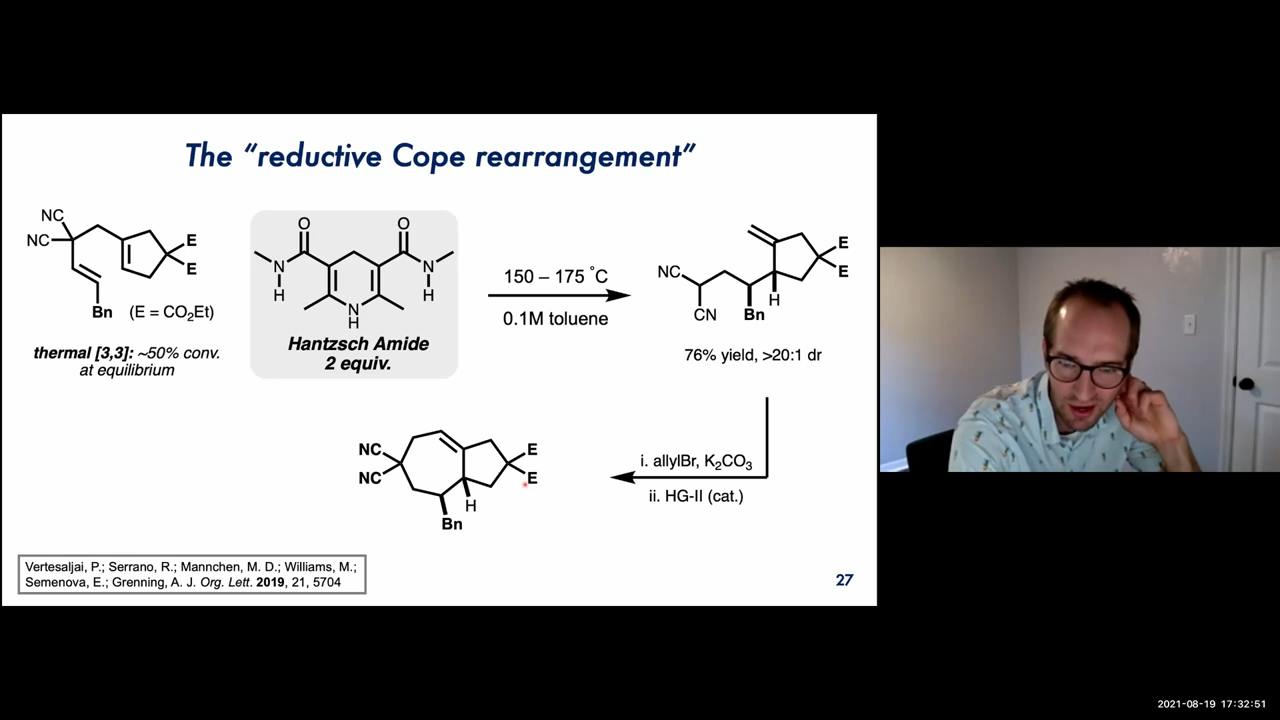 The “reductive Cope rearrangement”
NC
NC
E
E
Bn
(E = CO₂Et)
thermal [3,3]: ~50% conv.
at equilibrium
O
O
N
H
N
H
N
H
Hantzsch Amide
2 equiv.
150 – 175 ˚C
0.1M toluene
NC
CN
Bn
H
E
E
76% yield, >20:1 dr
i. allylBr, K₂CO₃
ii. HG-II (cat.)
NC
NC
E
E
H
Bn
Vertesaljai, P.; Serrano, R.; Mannchen, M. D.; Williams, M.;
Semenova, E.; Grenning, A. J. Org. Lett. 2019, 21, 5704
27
2021-08-19 17:32:51